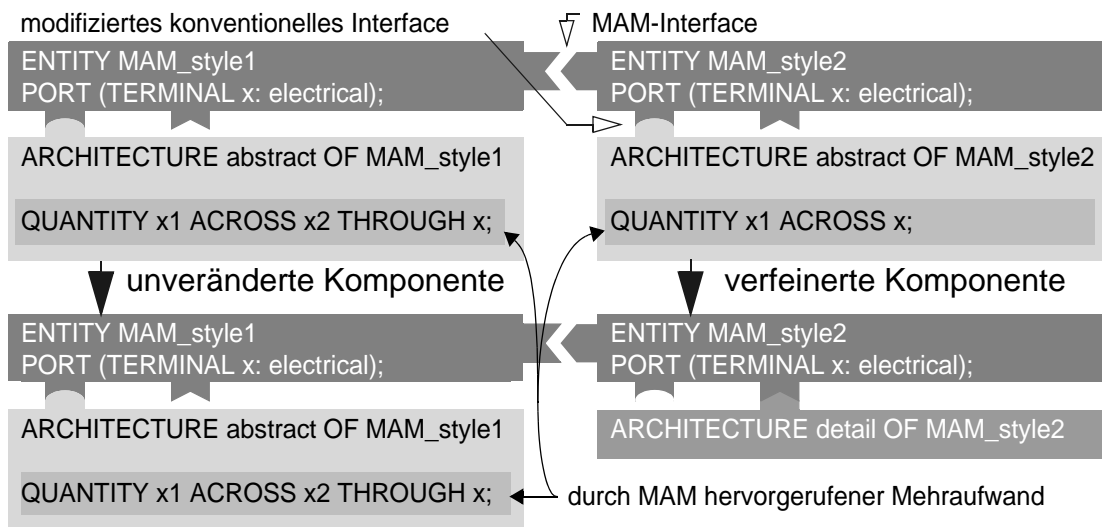 modifiziertes konventionelles Interface
MAM-Interface
ENTITY MAM_style1
PORT (TERMINAL x: electrical);
ENTITY MAM_style2
PORT (TERMINAL x: electrical);
ARCHITECTURE abstract OF MAM_style1
QUANTITY x1 ACROSS x2 THROUGH x;
ARCHITECTURE abstract OF MAM_style2
QUANTITY x1 ACROSS x;
unveränderte Komponente
verfeinerte Komponente
ENTITY MAM_style1
PORT (TERMINAL x: electrical);
ENTITY MAM_style2
PORT (TERMINAL x: electrical);
ARCHITECTURE abstract OF MAM_style1
QUANTITY x1 ACROSS x2 THROUGH x;
ARCHITECTURE detail OF MAM_style2
durch MAM hervorgerufener Mehraufwand